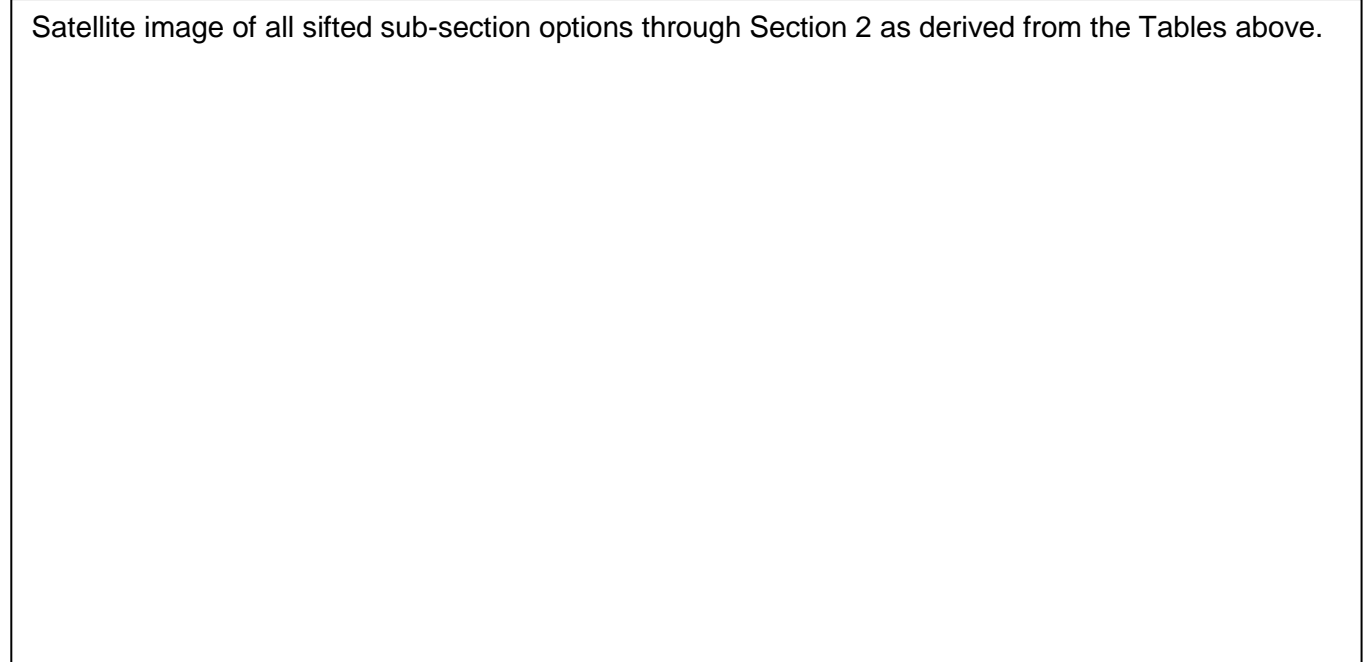 Satellite image of all sifted sub-section options through Section 2 as derived from the Tables above.